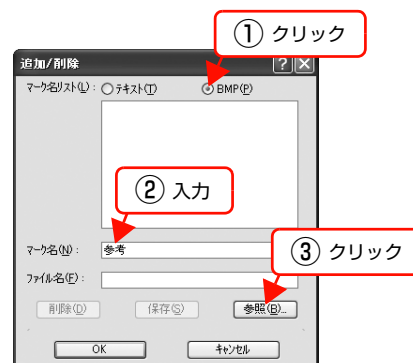 ① クリック
追加/削除
マーク名リスト(L): テキスト(T) BMP(P)
② 入力
マーク名(N): 参考
③ クリック
ファイル名(F):
削除(D) 保存(S) 参照(B)...
OK キャンセル